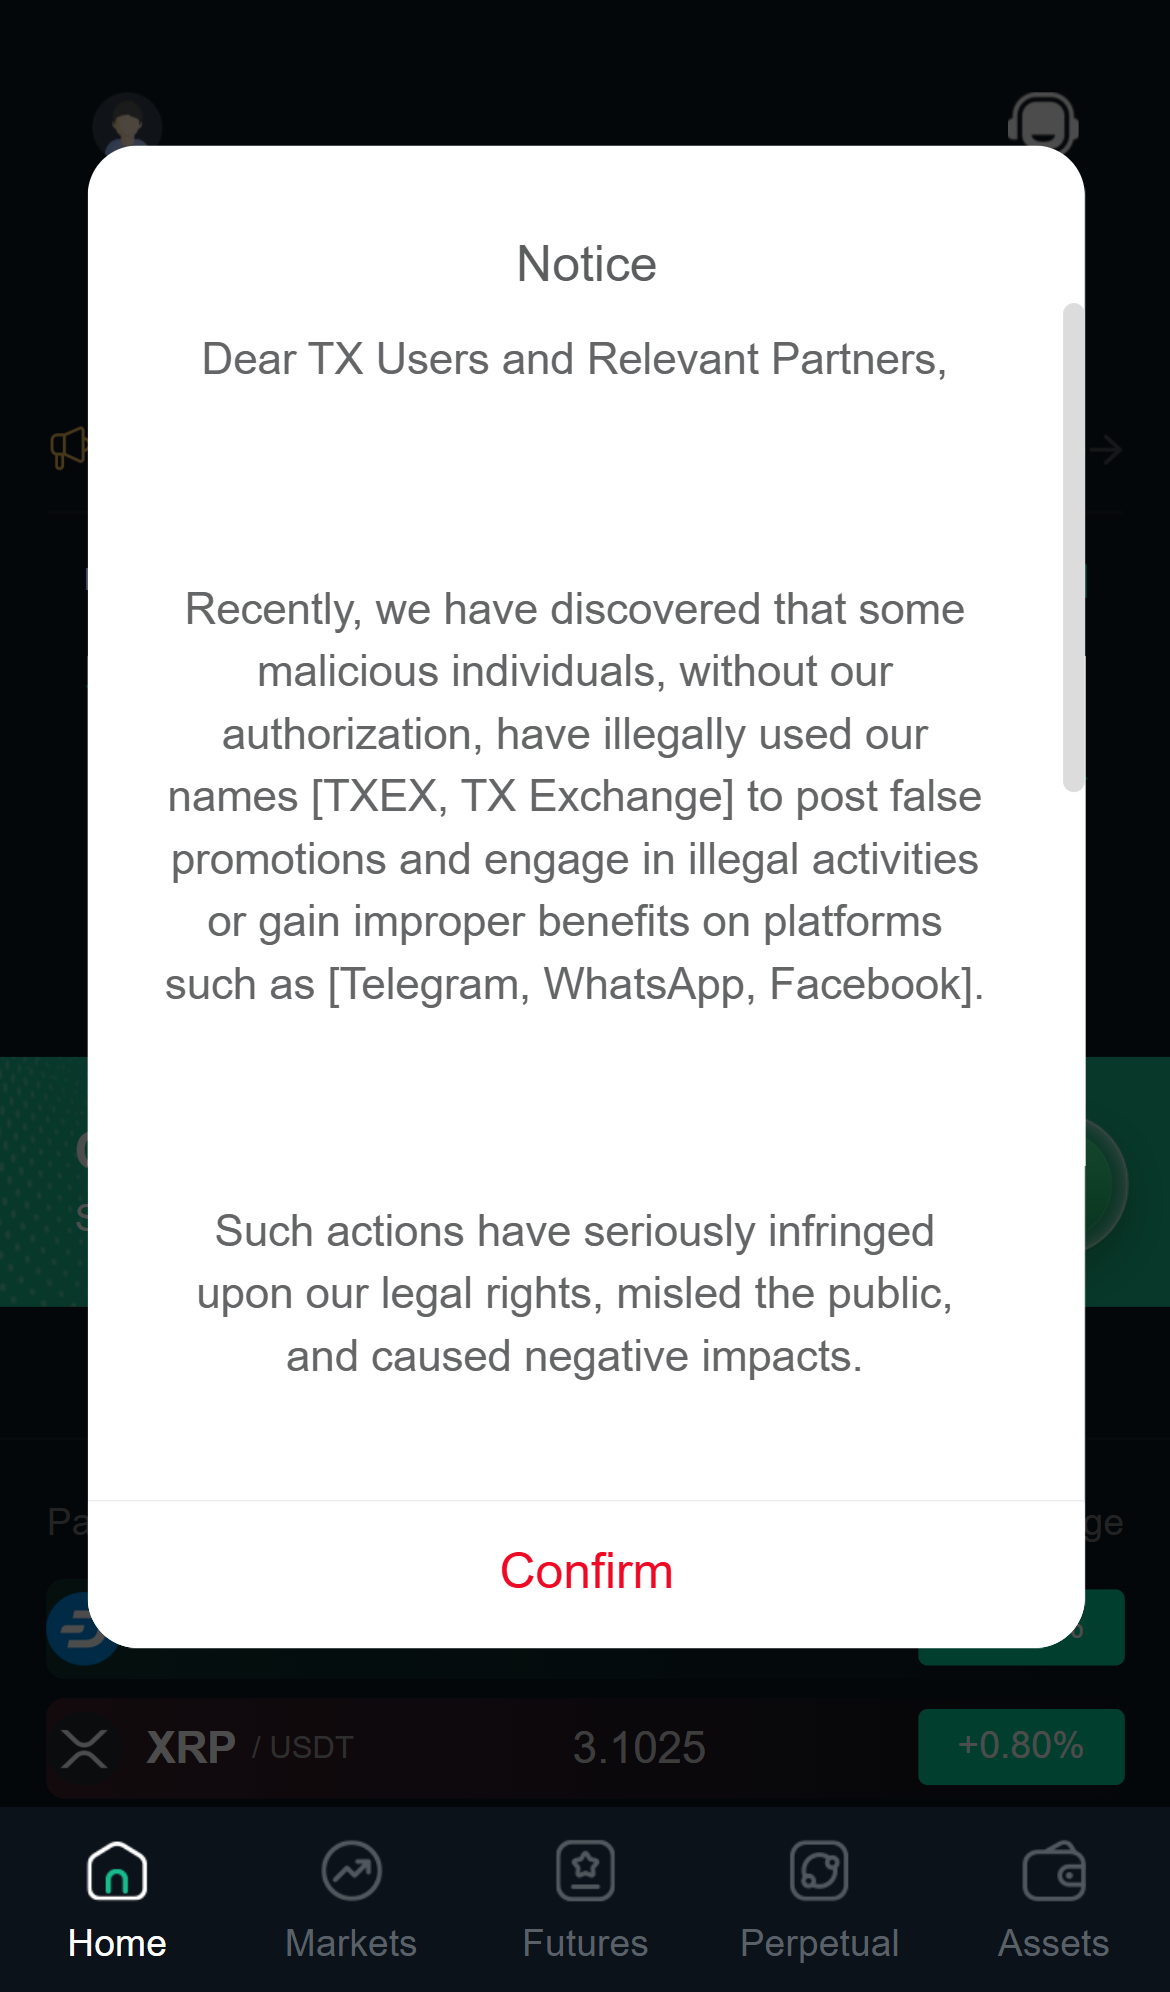 Notice
Dear TX Users and Relevant Partners,
Recently, we have discovered that some
malicious individuals, without our
authorization, have illegally used our
names [TXEX, TX Exchange] to post false
promotions and engage in illegal activities
or gain improper benefits on platforms
such as [Telegram, WhatsApp, Facebook].
Such actions have seriously infringed
upon our legal rights, misled the public,
and caused negative impacts.
Confirm
XRP / USDT 3.1025 +0.80%
Home Markets Futures Perpetual Assets